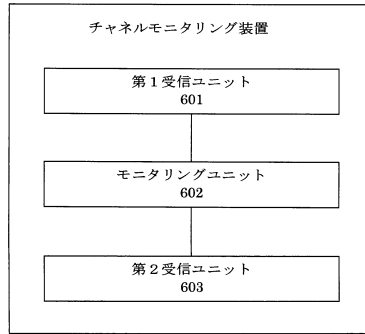 チャネルモニタリング装置
第1受信ユニット
601
モニタリングユニット
602
第2受信ユニット
603